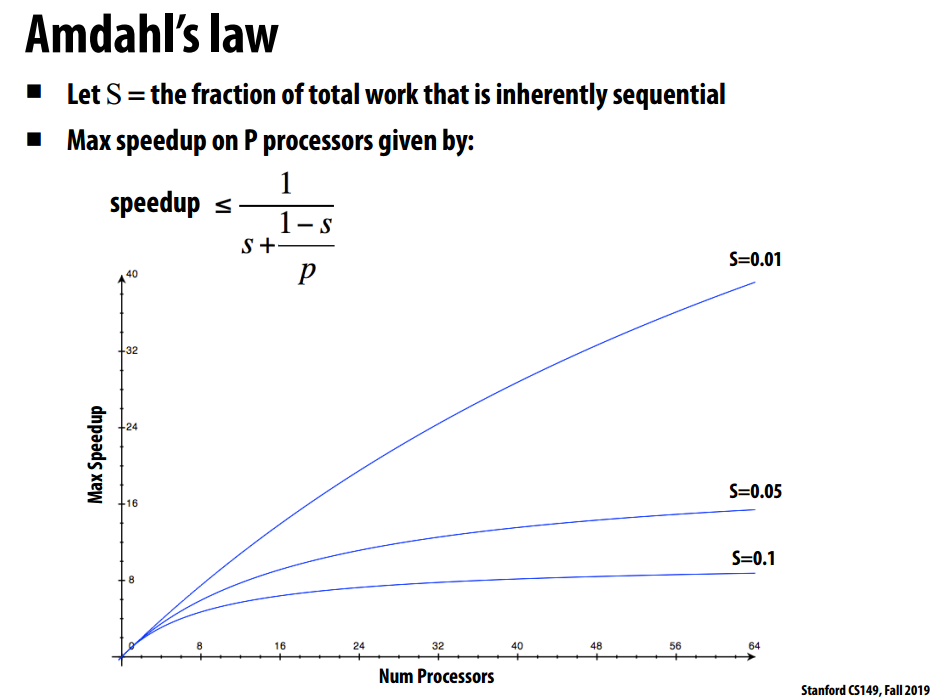 Amdahl's law
■ Let S = the fraction of total work that is inherently sequential
■ Max speedup on P processors given by:
speedup ≤ 1 / (s + (1 − s) / p)
S=0.01
40
32
24
16
8
Max Speedup
S=0.05
S=0.1
0 8 16 24 32 40 48 56 64
Num Processors
Stanford CS149, Fall 2019